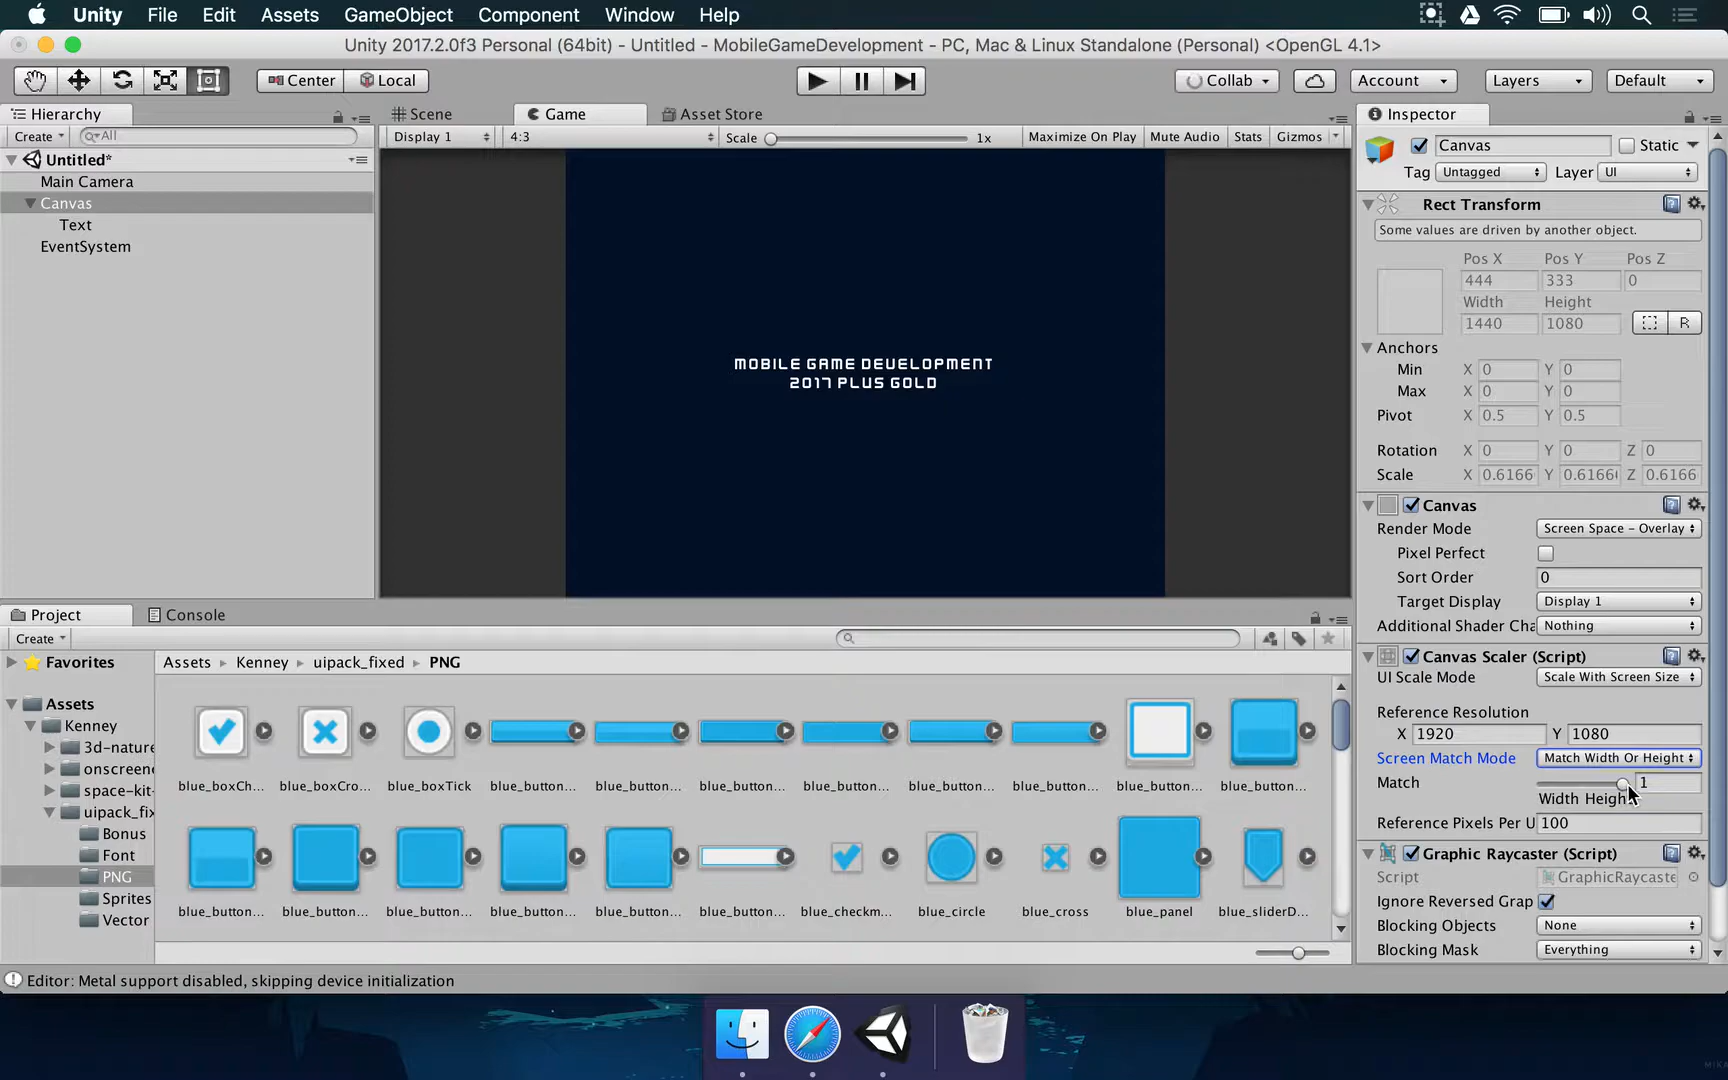 Unity File Edit Assets GameObject Component Window Help
Unity 2017.2.0f3 Personal (64bit) - Untitled - MobileGameDevelopment - PC, Mac & Linux Standalone (Personal) <OpenGL 4.1>
Center Local Collab Account Layers Default
Hierarchy
Create All
Untitled*
Main Camera
Canvas
Text
EventSystem
Scene Game Asset Store
Display 1 4:3 Scale 1x Maximize On Play Mute Audio Stats Gizmos
MOBILE GAME DEVELOPMENT
2017 PLUS GOLD
Inspector
Canvas Static
Tag Untagged Layer UI
Rect Transform
Some values are driven by another object.
Pos X Pos Y Pos Z
444 333 0
Width Height
1440 1080 R
Anchors
Min X 0 Y 0
Max X 0 Y 0
Pivot X 0.5 Y 0.5
Rotation X 0 Y 0 Z 0
Scale X 0.6166 Y 0.6166 Z 0.6166
Canvas
Render Mode Screen Space - Overlay
Pixel Perfect
Sort Order 0
Target Display Display 1
Additional Shader Cha Nothing
Canvas Scaler (Script)
UI Scale Mode Scale With Screen Size
Reference Resolution
X 1920 Y 1080
Screen Match Mode Match Width Or Height
Match 1
Width Heigh
Reference Pixels Per U 100
Graphic Raycaster (Script)
Script GraphicRaycaste
Ignore Reversed Grap
Blocking Objects None
Blocking Mask Everything
Project Console
Create
Favorites
Assets
Kenney
3d-nature
onscreen
space-kit-
uipack_fix
Bonus
Font
PNG
Sprites
Vector
Assets Kenney uipack_fixed PNG
blue_boxCh... blue_boxCro... blue_boxTick blue_button... blue_button... blue_button... blue_button... blue_button... blue_button... blue_button... blue_button...
blue_button... blue_button... blue_button... blue_button... blue_button... blue_button... blue_checkm... blue_circle blue_cross blue_panel blue_sliderD...
Editor: Metal support disabled, skipping device initialization